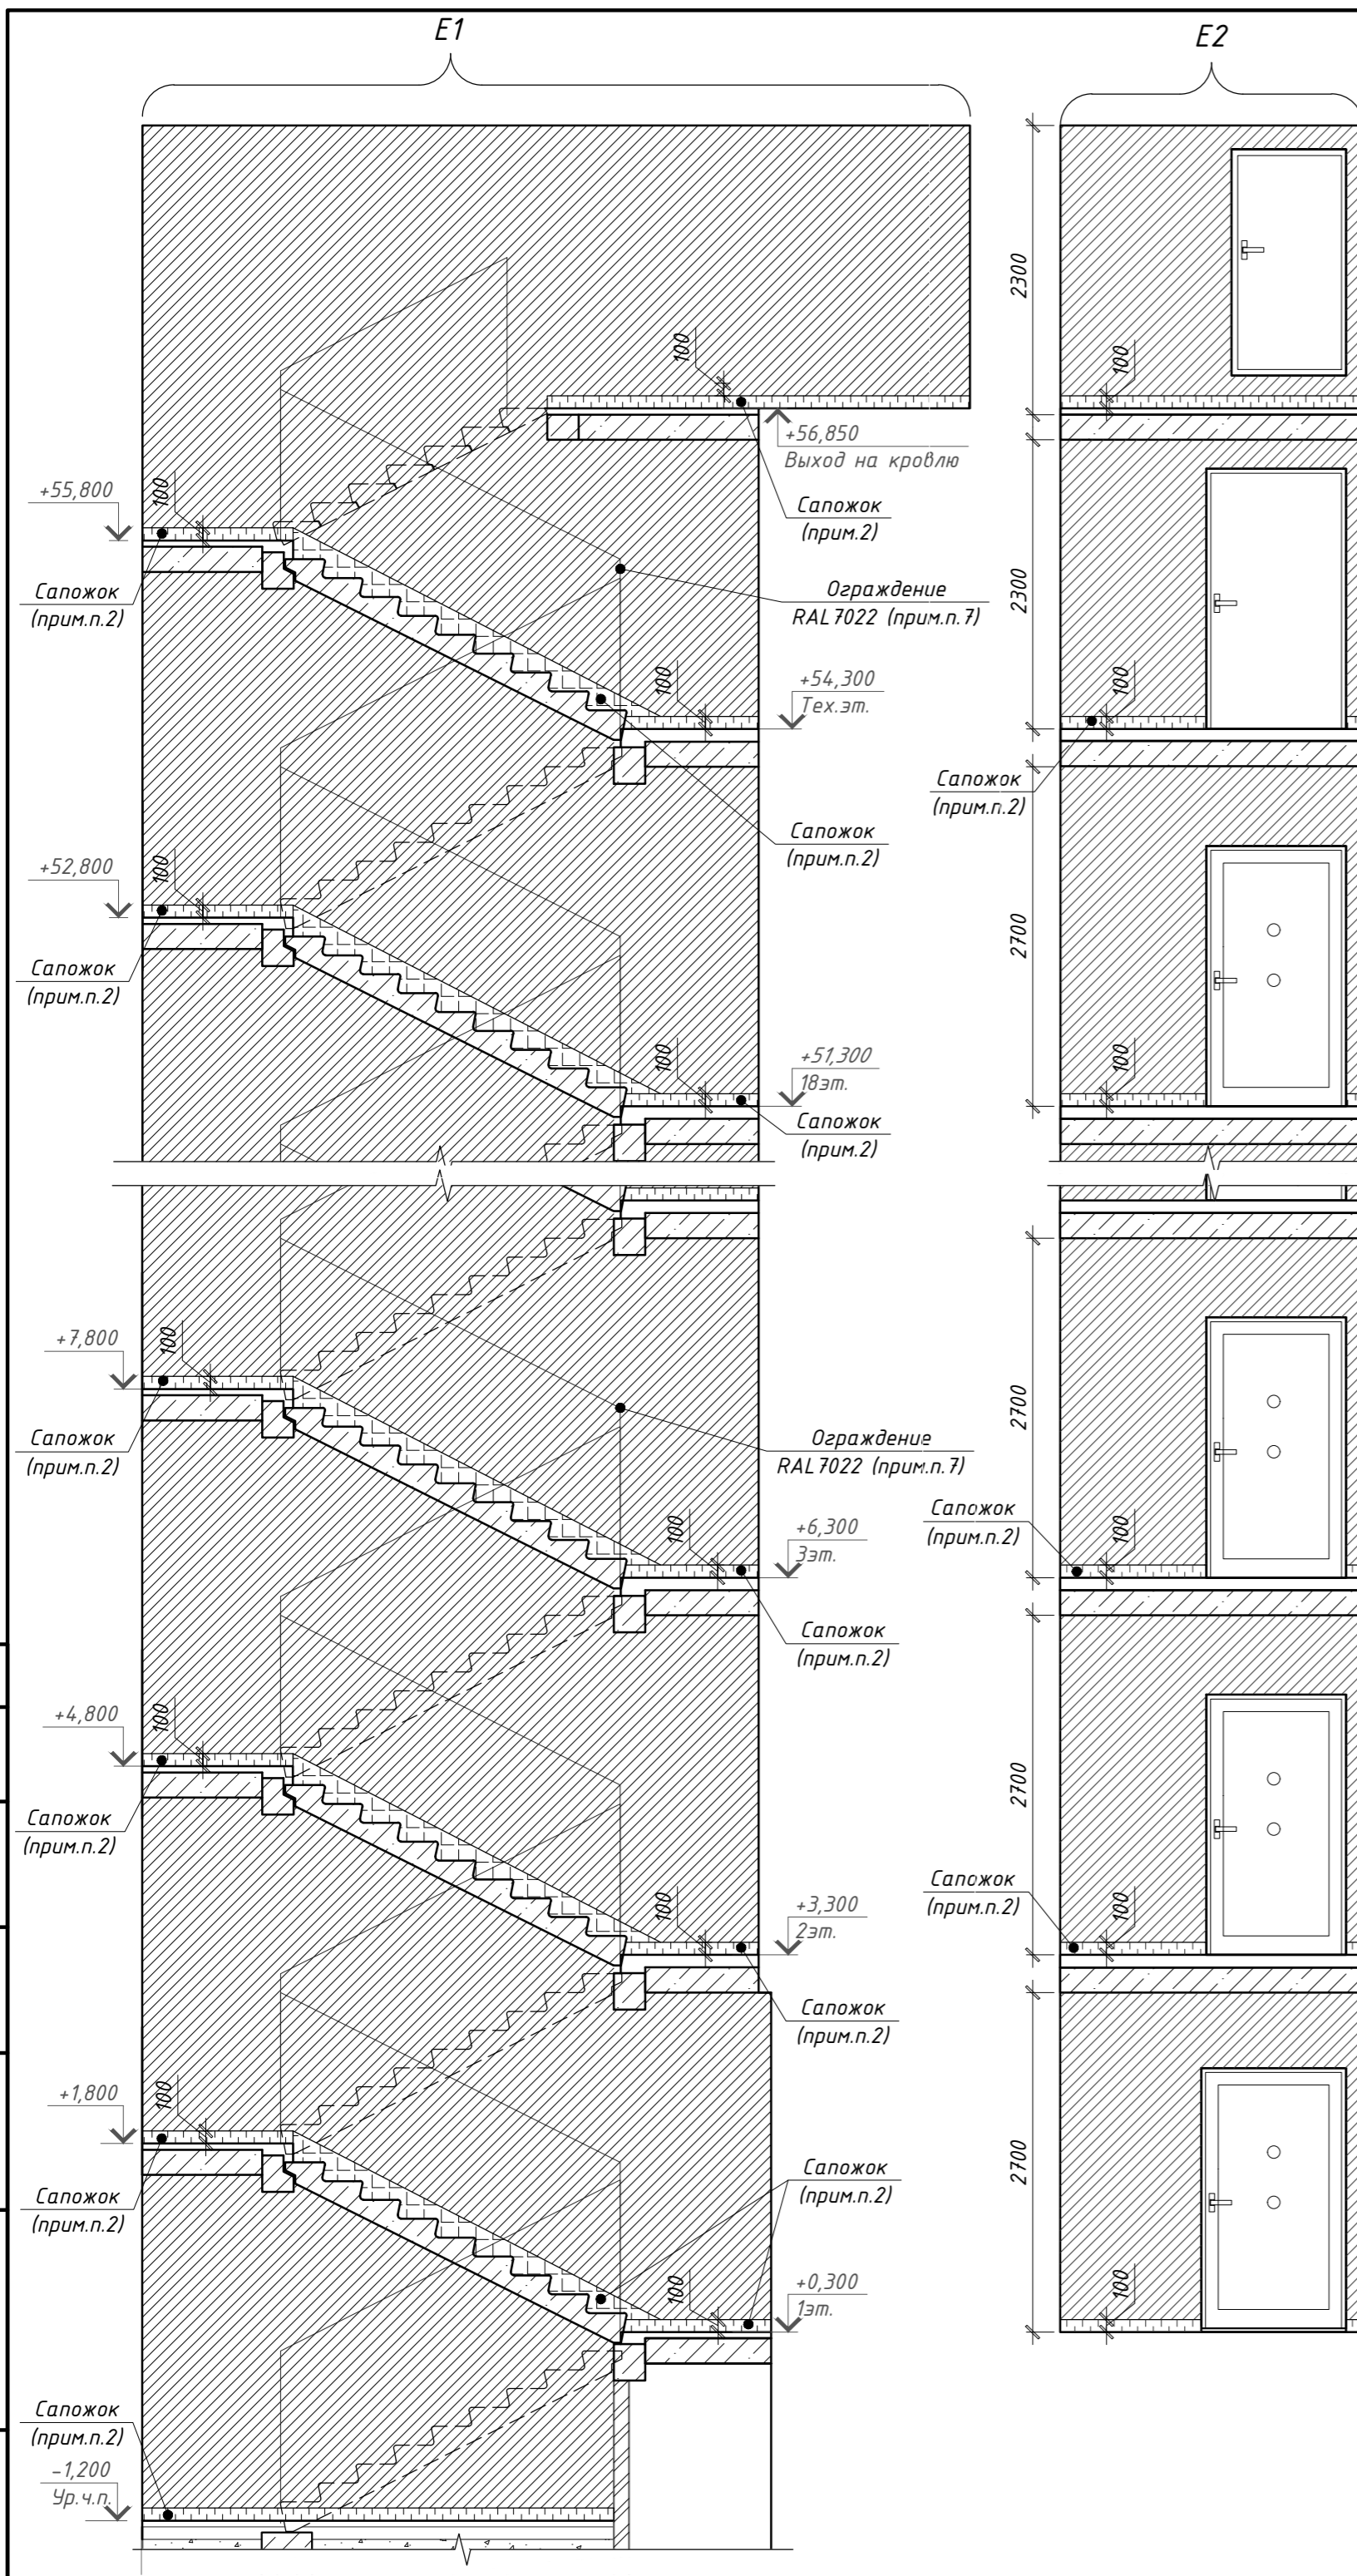 E1
E2
2300
100
100
+56,850
Выход на кровлю
+55,800
100
Сапожок
(прим.2)
Сапожок
(прим.п.2)
Ограждение
RAL7022 (прим.п.7)
2300
100
+54,300
Тех.эт.
100
Сапожок
(прим.п.2)
Сапожок
(прим.п.2)
+52,800
100
2700
Сапожок
(прим.п.2)
100
+51,300
18эт.
100
Сапожок
(прим.2)
+7,800
100
2700
Сапожок
(прим.п.2)
Ограждение
RAL7022 (прим.п.7)
100
+6,300
3эт.
Сапожок
(прим.п.2)
100
Сапожок
(прим.п.2)
+4,800
100
2700
Сапожок
(прим.п.2)
Сапожок
(прим.п.2)
100
+3,300
2эт.
100
Сапожок
(прим.п.2)
+1,800
100
2700
Сапожок
(прим.п.2)
Сапожок
(прим.п.2)
100
+0,300
1эт.
100
Сапожок
(прим.п.2)
-1,200
Ур.ч.п.